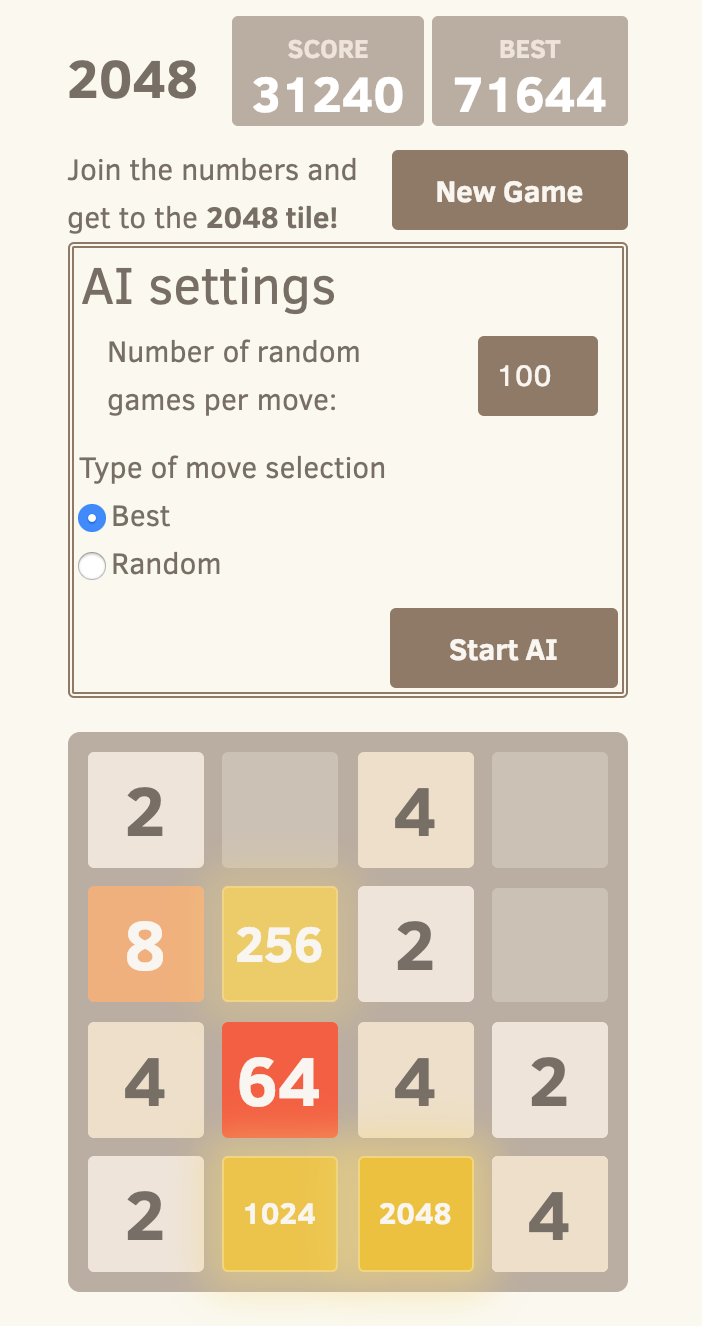 2048
SCORE
31240
BEST
71644
Join the numbers and
get to the 2048 tile!
New Game
AI settings
Number of random
games per move:
100
Type of move selection
Best
Random
Start AI
2 4
8 256 2
4 64 4 2
2 1024 2048 4